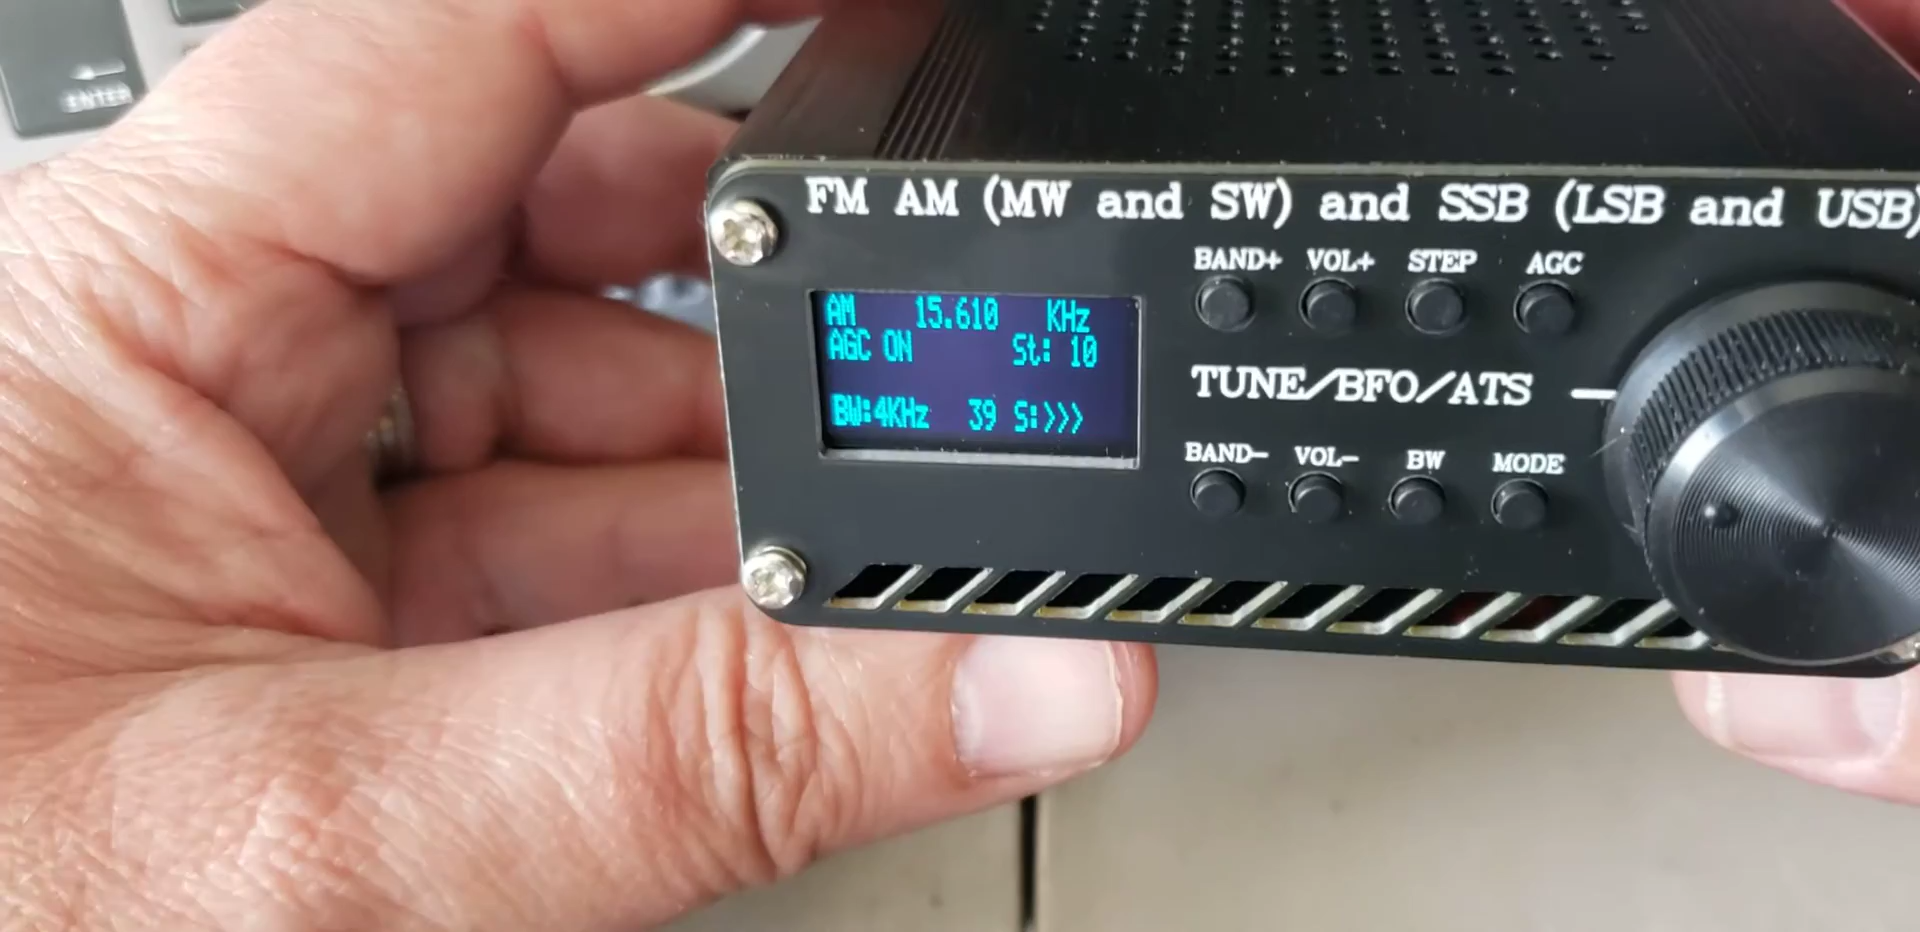 ENTER
FM AM (MW and SW) and SSB (LSB and USB)
BAND+ VOL+ STEP AGC
AM 15.610 KHz
AGC ON St: 10
BW:4KHz 39 S:>>>
TUNE/BFO/ATS
BAND- VOL- BW MODE